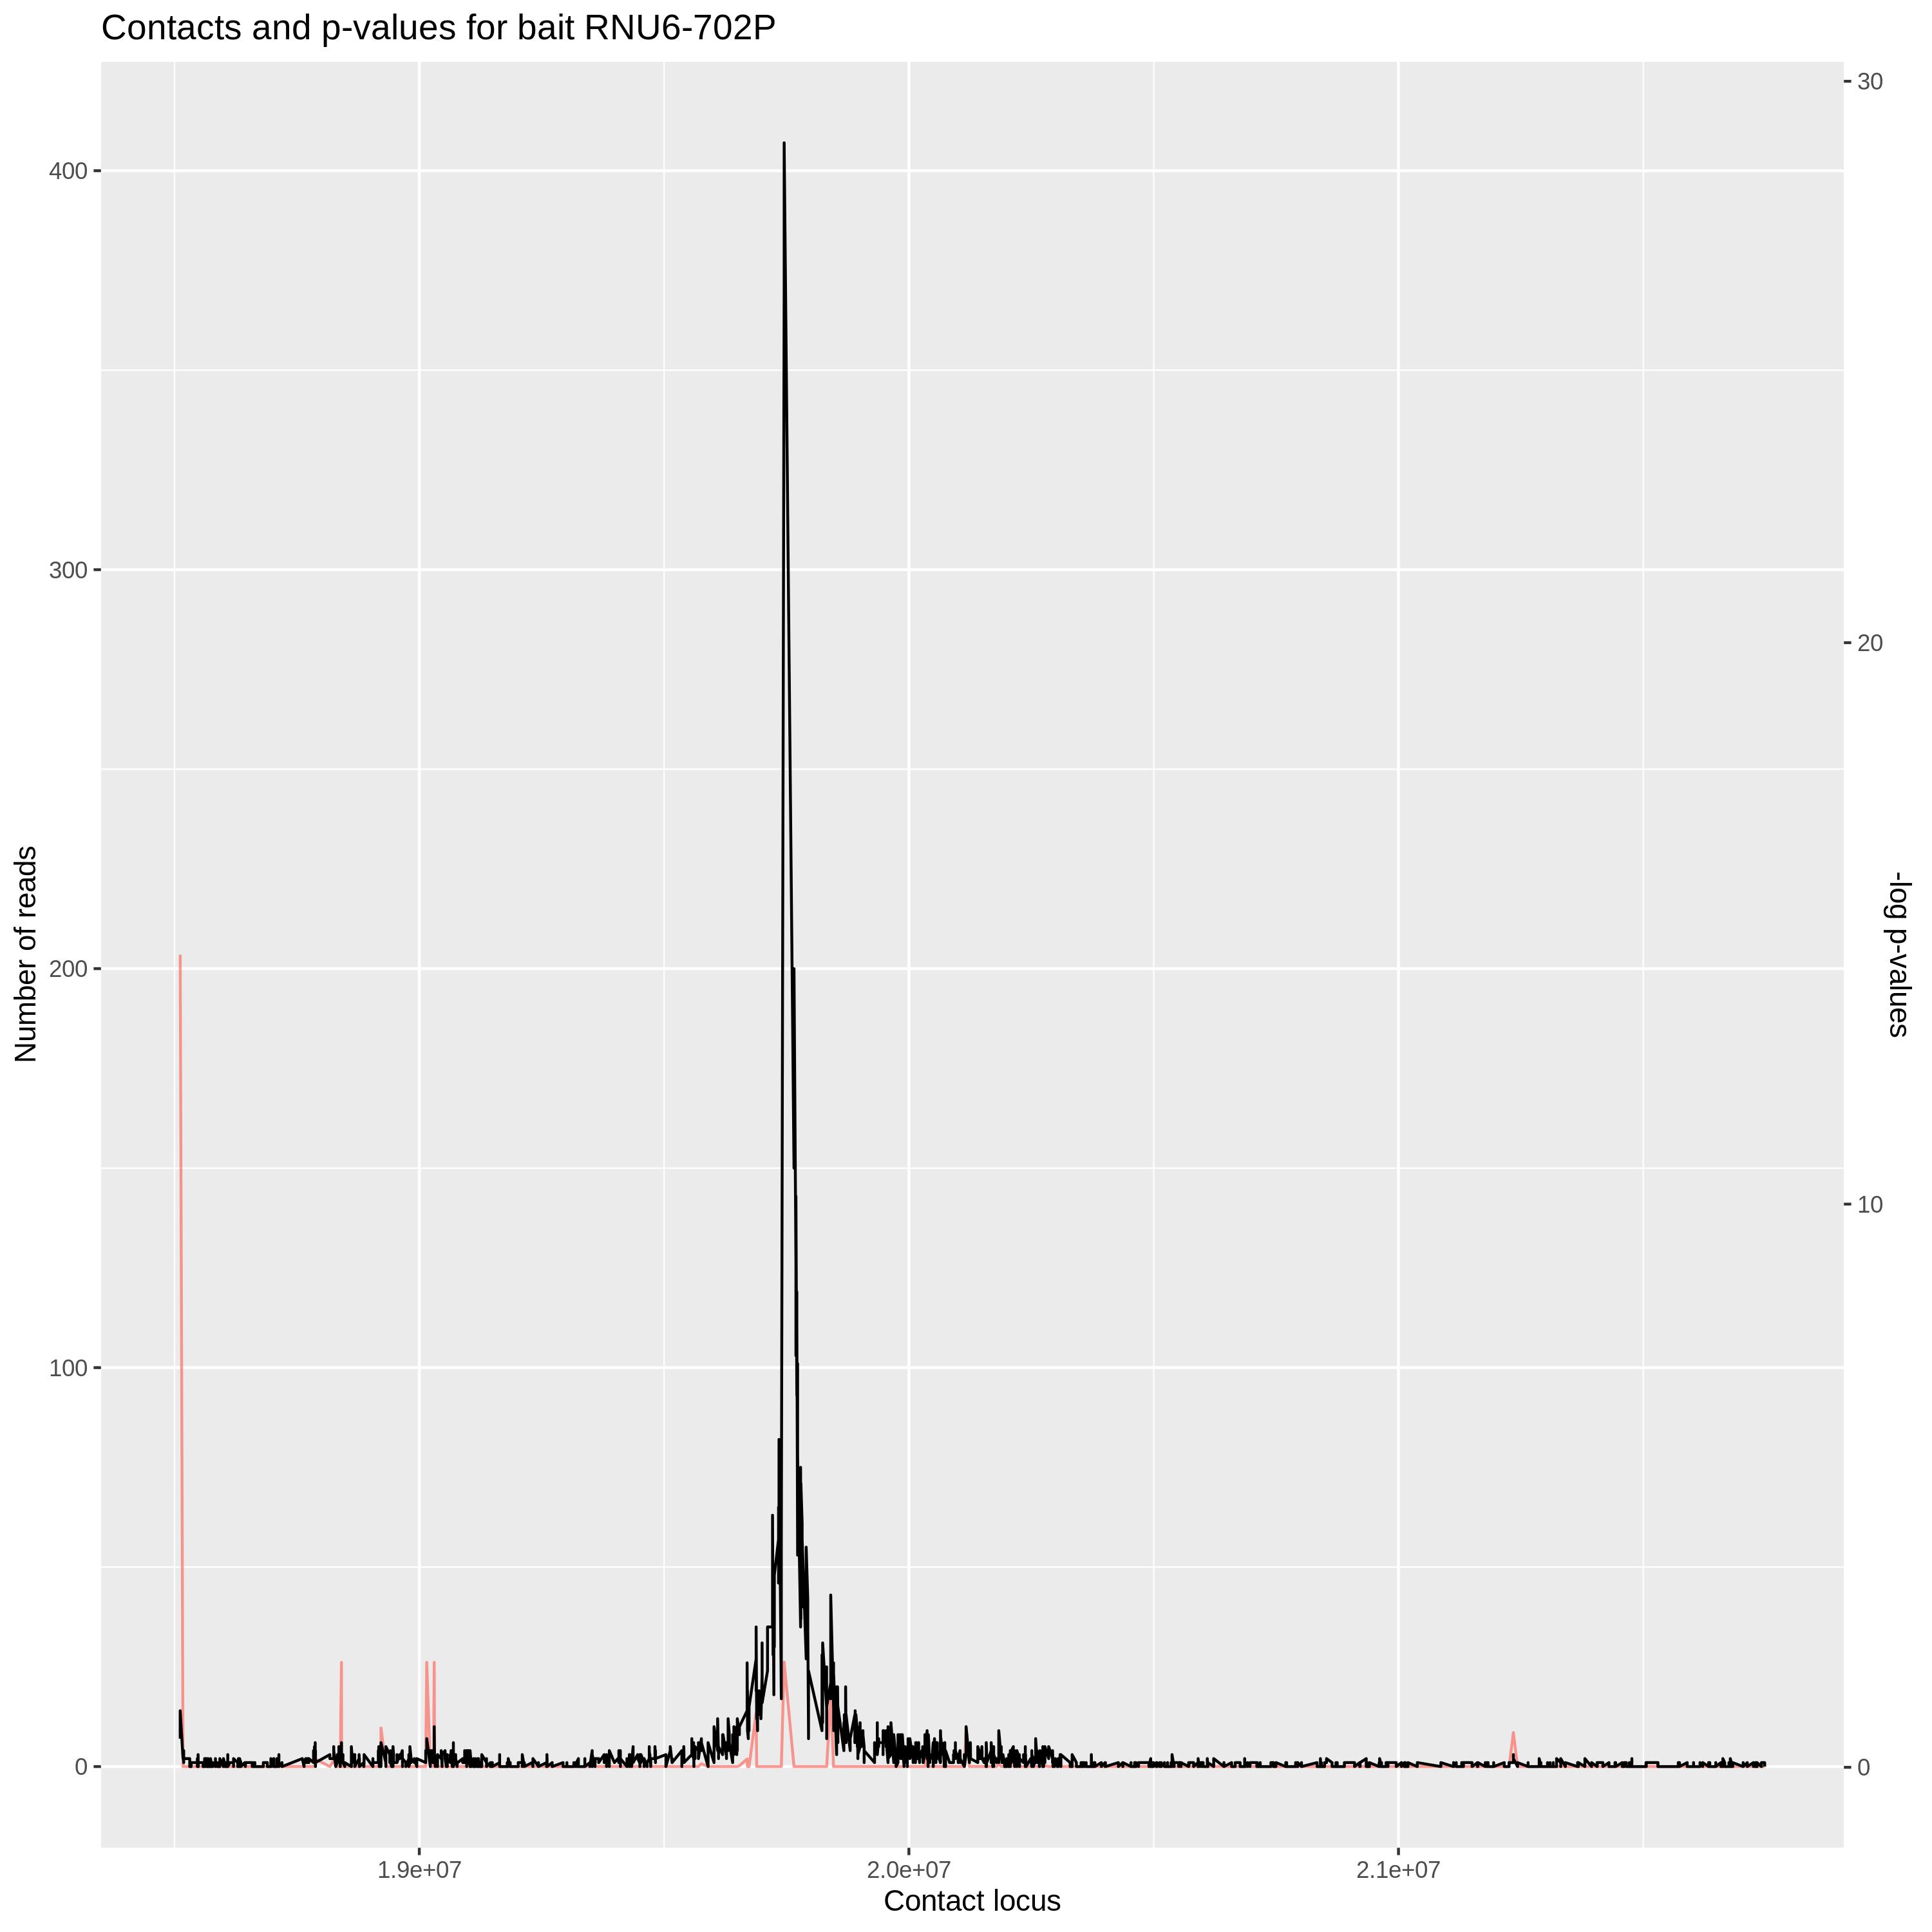 Contacts and p-values for bait RNU6-702P
400
300
200
100
0
30
20
10
0
Number of reads
-log p-values
1.9e+07
2.0e+07
2.1e+07
Contact locus